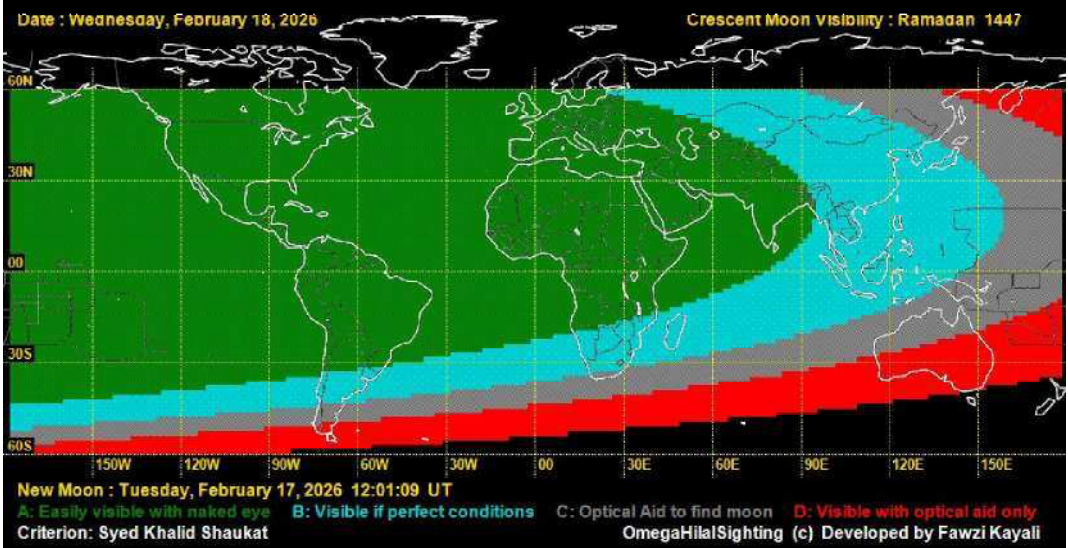 Date : Wednesday, February 18, 2026 Crescent Moon Visibility : Ramadan 1447
60N
30N
00
30S
60S
150W 120W 90W 60W 30W 00 30E 60E 90E 120E 150E
New Moon : Tuesday, February 17, 2026 12:01:09 UT
A: Easily visible with naked eye B: Visible if perfect conditions C: Optical Aid to find moon D: Visible with optical aid only
Criterion: Syed Khalid Shaukat OmegaHilalSighting (c) Developed by Fawzi Kayali